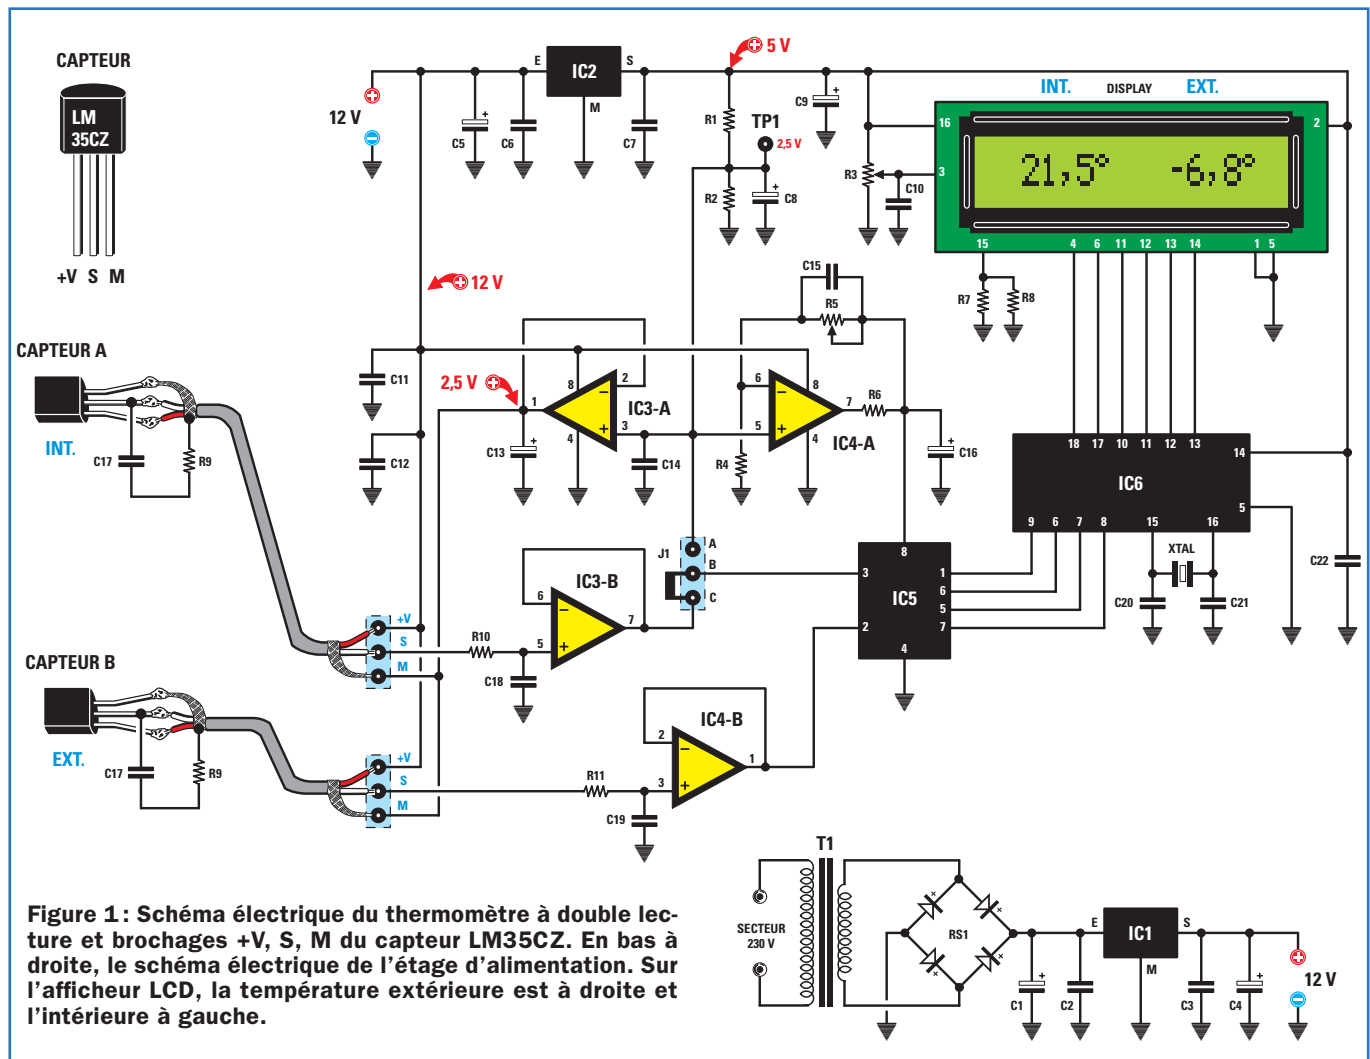 CAPTEUR
LM
35CZ
+V S M
12 V
E IC2 S
M
C5 C6 C7
5 V
R1
TP1
2,5 V
R2
C8
C9
R3
C10
INT. DISPLAY EXT.
16 2
3
21,5° -6,8°
15 4 6 11 12 13 14 1 5
R7 R8
12 V
C11
C12
2,5 V
C13
1 8 2 3 4
IC3-A
C14
C15
R5
R4
6 5 8 7 4
IC4-A
R6
C16
CAPTEUR A
INT.
C17 R9
+V
S
M
R10
C18
IC3-B
6
5
7
J1
A
B
C
18 17 10 11 12 13
14
IC6
5
9 6 7 8 15 16
XTAL
C20 C21
C22
8
3 1
IC5 6
5
2 7
4
CAPTEUR B
EXT.
C17 R9
+V
S
M
R11
C19
IC4-B
2
3
1
T1
SECTEUR
230 V
RS1
E IC1 S
M
C1 C2 C3 C4
12 V
Figure 1: Schéma électrique du thermomètre à double lec-
ture et brochages +V, S, M du capteur LM35CZ. En bas à
droite, le schéma électrique de l'étage d'alimentation. Sur
l'afficheur LCD, la température extérieure est à droite et
l'intérieure à gauche.